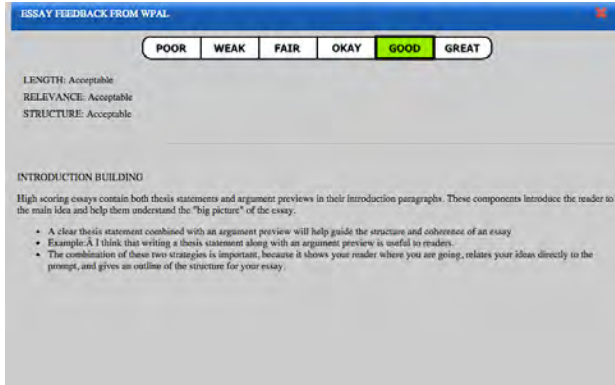 ESSAY FEEDBACK FROM WPAL
POOR WEAK FAIR OKAY GOOD GREAT
LENGTH: Acceptable
RELEVANCE: Acceptable
STRUCTURE: Acceptable
INTRODUCTION BUILDING
High scoring essays contain both thesis statements and argument previews in their introduction paragraphs. These components introduce the reader to
the main idea and help them understand the "big picture" of the essay.
• A clear thesis statement combined with an argument preview will help guide the structure and coherence of an essay
• Example:Â I think that writing a thesis statement along with an argument preview is useful to readers.
• The combination of these two strategies is important, because it shows your reader where you are going, relates your ideas directly to the
prompt, and gives an outline of the structure for your essay.